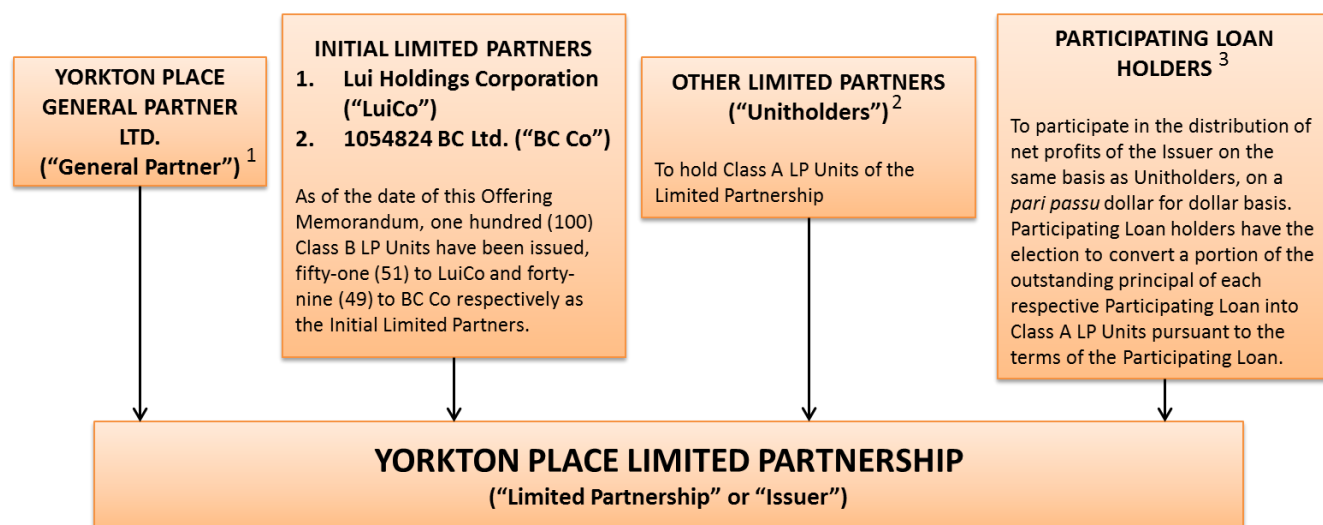 YORKTON PLACE
GENERAL PARTNER
LTD.
(“General Partner”) 1
INITIAL LIMITED PARTNERS
1. Lui Holdings Corporation
(“LuiCo”)
2. 1054824 BC Ltd. (“BC Co”)
As of the date of this Offering
Memorandum, one hundred (100)
Class B LP Units have been issued,
fifty-one (51) to LuiCo and forty-
nine (49) to BC Co respectively as
the Initial Limited Partners.
OTHER LIMITED PARTNERS
(“Unitholders”) 2
To hold Class A LP Units of the
Limited Partnership
PARTICIPATING LOAN
HOLDERS 3
To participate in the distribution of
net profits of the Issuer on the
same basis as Unitholders, on a
pari passu dollar for dollar basis.
Participating Loan holders have the
election to convert a portion of the
outstanding principal of each
respective Participating Loan into
Class A LP Units pursuant to the
terms of the Participating Loan.
YORKTON PLACE LIMITED PARTNERSHIP
(“Limited Partnership” or “Issuer”)